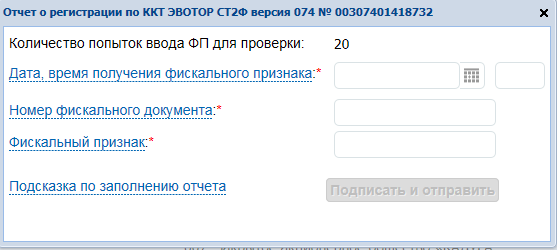 Отчет о регистрации по ККТ ЭВОТОР СТ2Ф версия 074 № 00307401418732
Количество попыток ввода ФП для проверки: 20
Дата, время получения фискального признака:*
Номер фискального документа:*
Фискальный признак:*
Подсказка по заполнению отчета Подписать и отправить